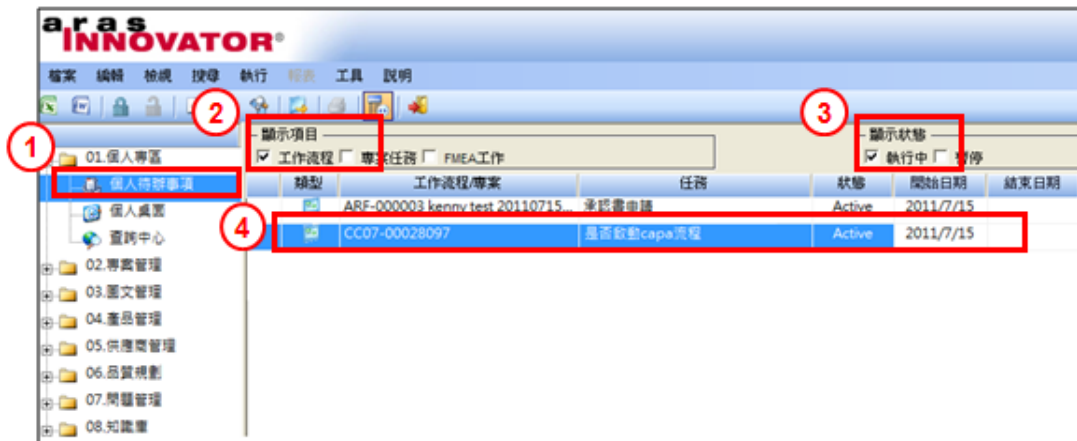 aras
INNOVATOR®
檔案 編輯 檢視 搜尋 執行 報表 工具 說明
1
2
3
4
顯示項目
工作流程 專案任務 FMEA工作
顯示狀態
執行中 暫停
01.個人專區
個人待辦事項
個人桌面
查詢中心
02.專案管理
03.圖文管理
04.產品管理
05.供應商管理
06.品質規劃
07.問題管理
08.知識庫
類型 工作流程/專案 任務 狀態 開始日期 結束日期
ARF-000003 kenny test 20110715... 承認書申請 Active 2011/7/15
CC07-00028097 是否啟動capa流程 Active 2011/7/15